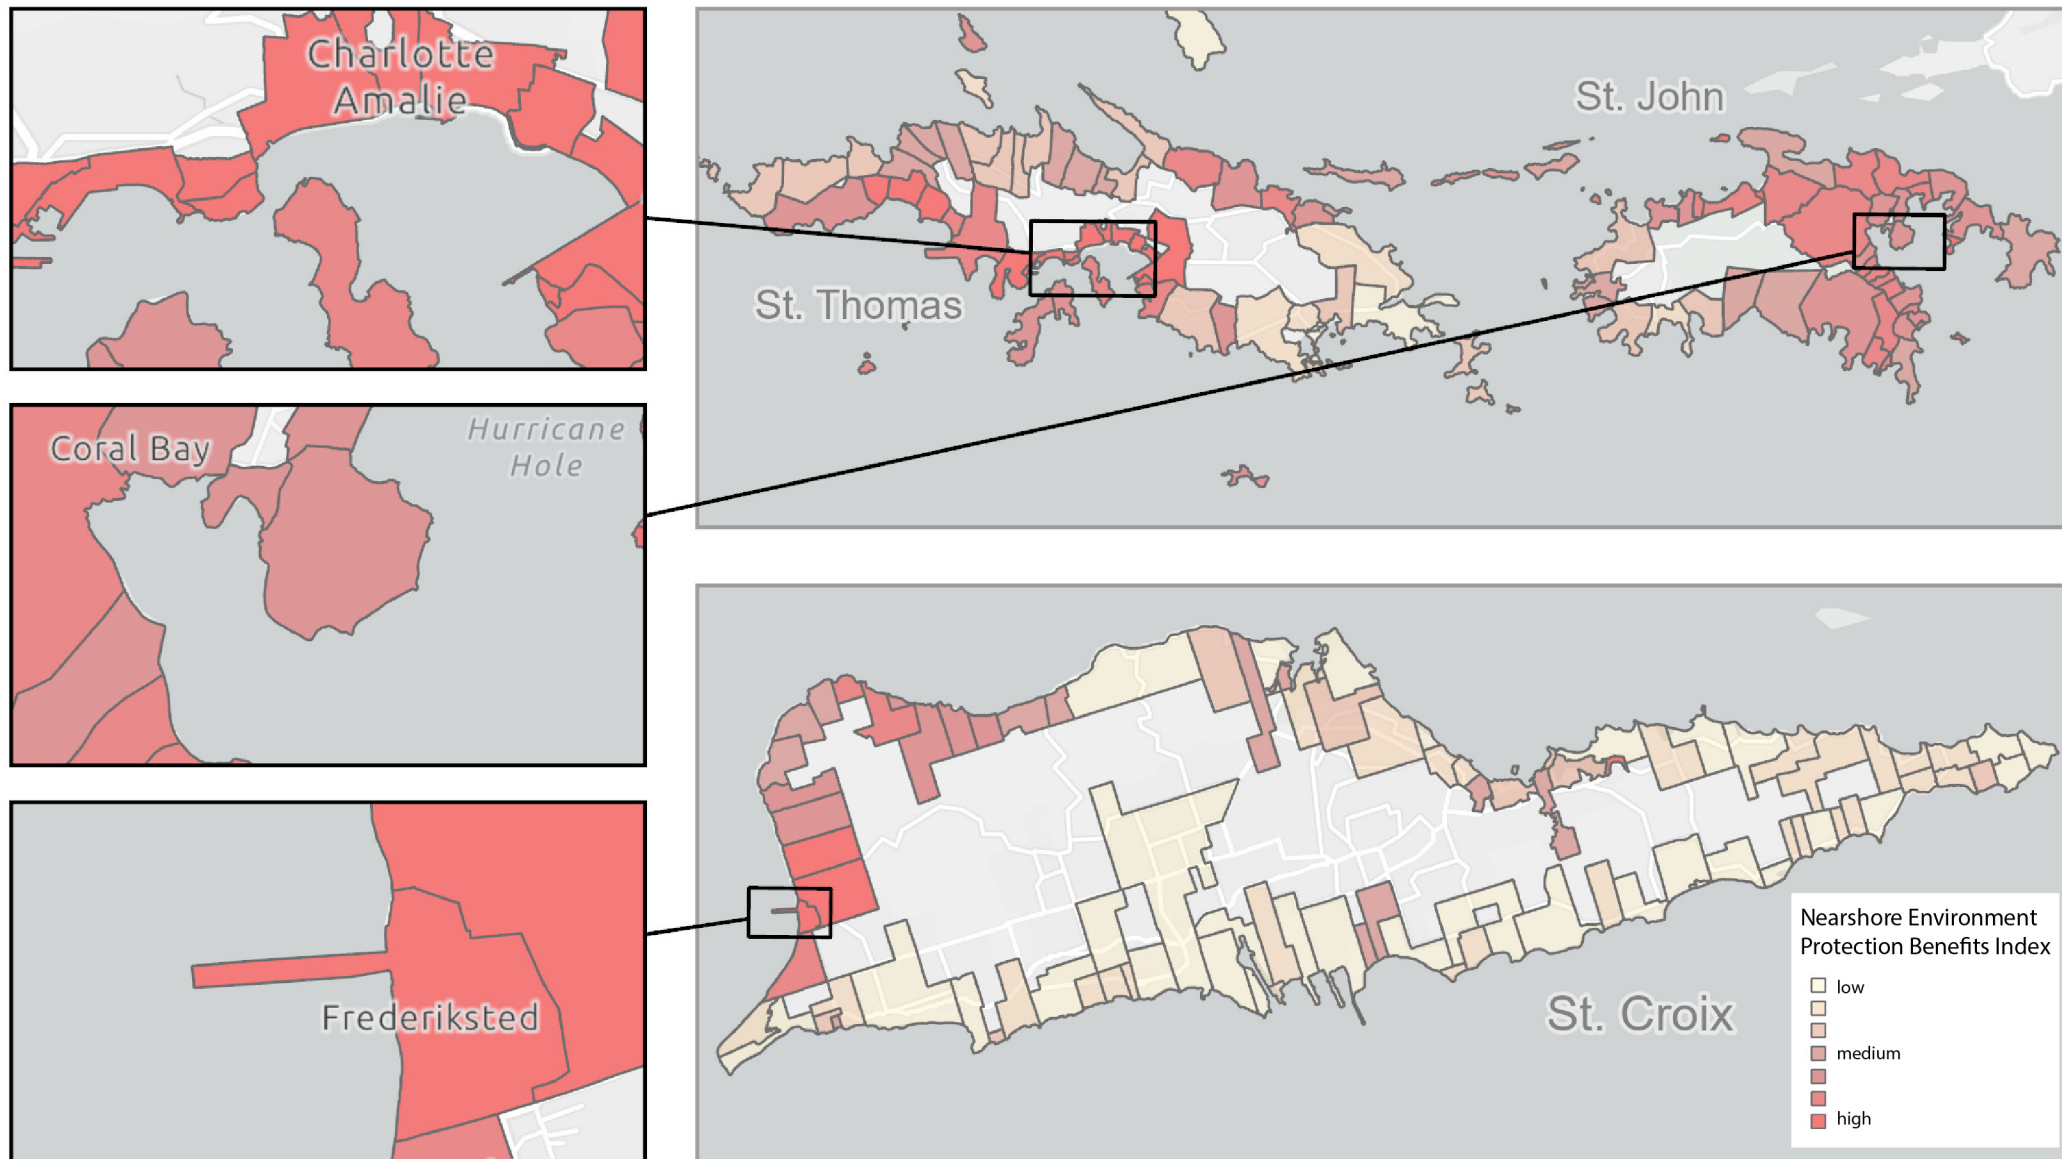 Charlotte
Amalie
St. John
St. Thomas
Coral Bay
Hurricane
Hole
Frederiksted
St. Croix
Nearshore Environment
Protection Benefits Index
low
medium
high